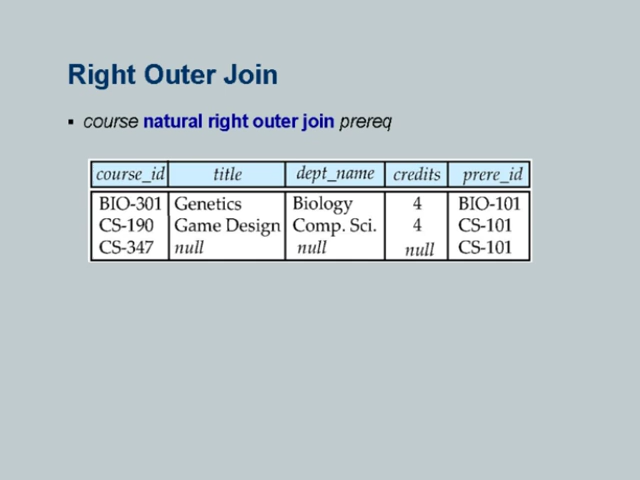 Right Outer Join
▪ course natural right outer join prereq
course_id title dept_name credits prere_id
BIO-301 Genetics Biology 4 BIO-101
CS-190 Game Design Comp. Sci. 4 CS-101
CS-347 null null null CS-101